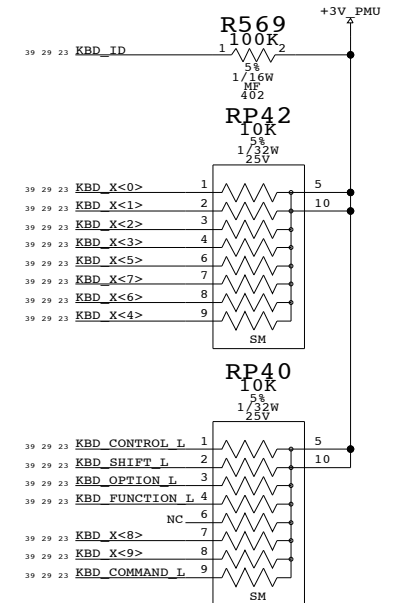 +3V_PMU
R569
100K
39 29 23 KBD_ID 1 2
5%
1/16W
MF
402
RP42
10K
5%
1/32W
25V
39 29 23 KBD_X<0> 1 5
39 29 23 KBD_X<1> 2 10
39 29 23 KBD_X<2> 3
39 29 23 KBD_X<3> 4
39 29 23 KBD_X<5> 6
39 29 23 KBD_X<7> 7
39 29 23 KBD_X<6> 8
39 29 23 KBD_X<4> 9
SM
RP40
10K
5%
1/32W
25V
39 29 23 KBD_CONTROL_L 1 5
39 29 23 KBD_SHIFT_L 2 10
39 29 23 KBD_OPTION_L 3
39 29 23 KBD_FUNCTION_L 4
NC 6
39 29 23 KBD_X<8> 7
39 29 23 KBD_X<9> 8
39 29 23 KBD_COMMAND_L 9
SM